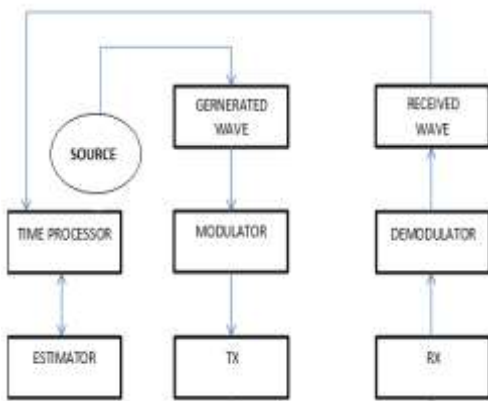 GERNERATED
WAVE
RECEIVED
WAVE
SOURCE
TIME PROCESSOR
MODULATOR
DEMODULATOR
ESTIMATOR
TX
RX